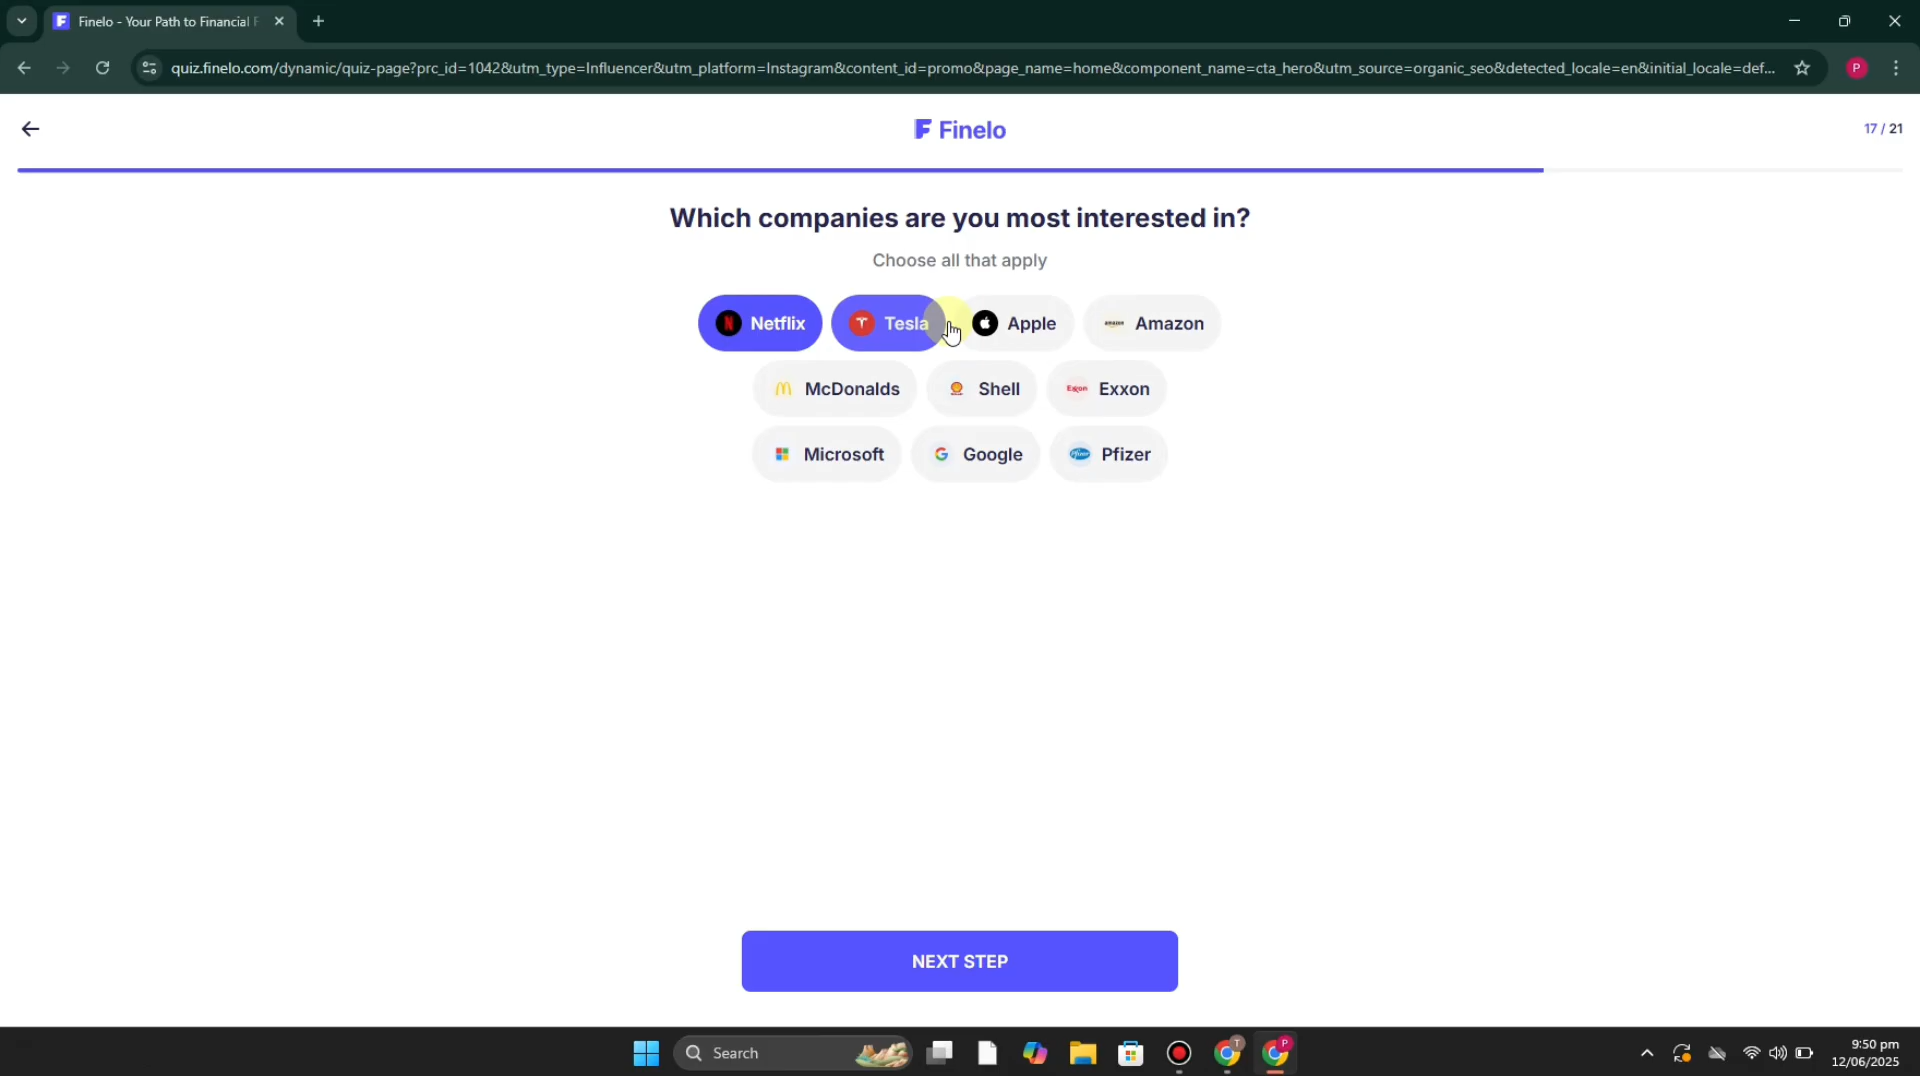 Finelo - Your Path to Financial F
quiz.finelo.com/dynamic/quiz-page?prc_id=1042&utm_type=Influencer&utm_platform=Instagram&content_id=promo&page_name=home&component_name=cta_hero&utm_source=organic_seo&detected_locale=en&initial_locale=def...
P
Finelo
17 / 21
Which companies are you most interested in?
Choose all that apply
Netflix
Tesla
Apple
amazon
Amazon
McDonalds
Shell
Exxon
Exxon
Microsoft
Google
Pfizer
Pfizer
NEXT STEP
Search
T
P
9:50 pm
12/06/2025